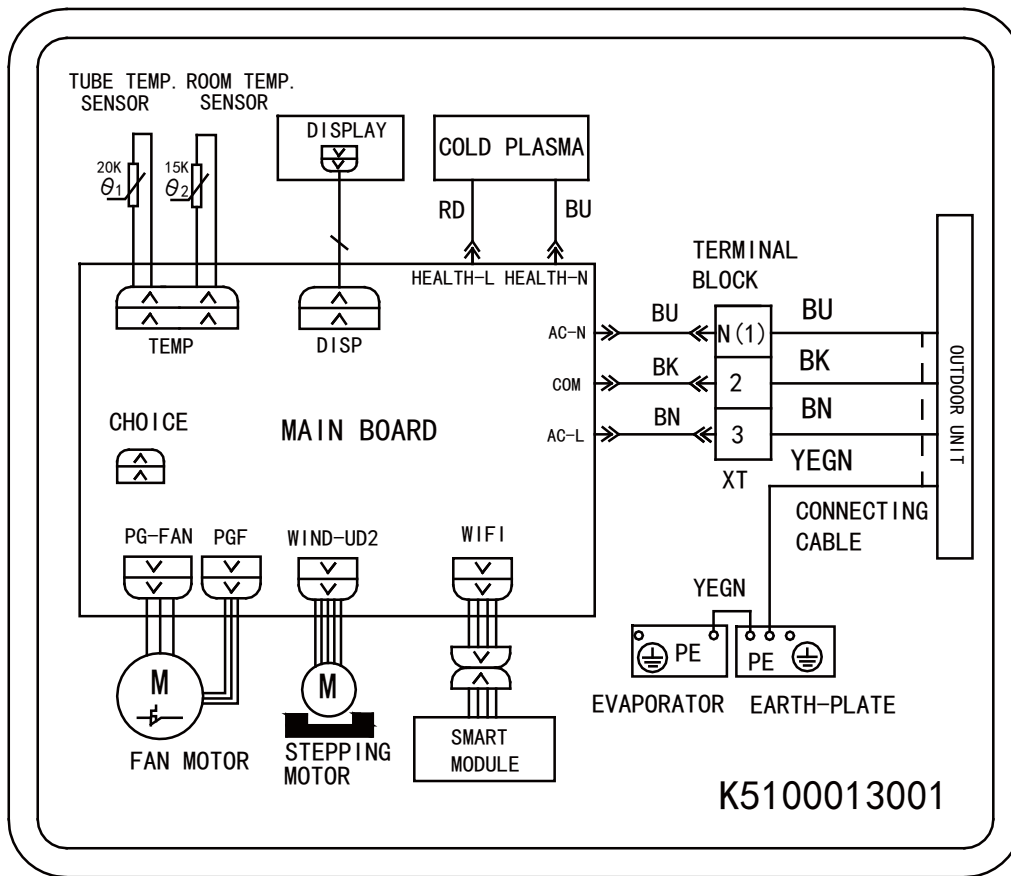 TUBE TEMP. ROOM TEMP.
SENSOR SENSOR
20K
θ1
15K
θ2
DISPLAY
COLD PLASMA
RD
BU
HEALTH-L HEALTH-N
TEMP
DISP
AC-N
COM
AC-L
CHOICE
MAIN BOARD
TERMINAL
BLOCK
BU
BK
BN
N(1)
2
3
XT
BU
BK
BN
YEGN
OUTDOOR UNIT
CONNECTING
CABLE
PG-FAN
PGF
WIND-UD2
WIFI
YEGN
PE
PE
EVAPORATOR
EARTH-PLATE
M
FAN MOTOR
M
STEPPING
MOTOR
SMART
MODULE
K5100013001